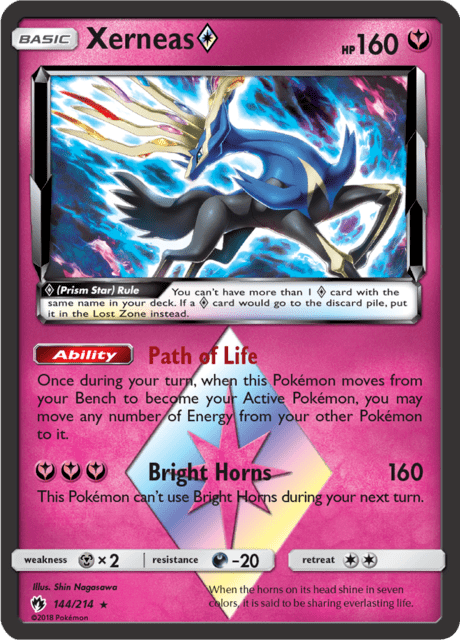 BASIC Xerneas HP 160
(Prism Star) Rule You can't have more than 1 card with the
same name in your deck. If a card would go to the discard pile, put
it in the Lost Zone instead.
Ability Path of Life
Once during your turn, when this Pokémon moves from
your Bench to become your Active Pokémon, you may
move any number of Energy from your other Pokémon
to it.
Bright Horns 160
This Pokémon can't use Bright Horns during your next turn.
weakness × 2 resistance -20 retreat
Illus. Shin Nagasawa
144/214 ★
©2018 Pokémon
When the horns on its head shine in seven
colors, it is said to be sharing everlasting life.